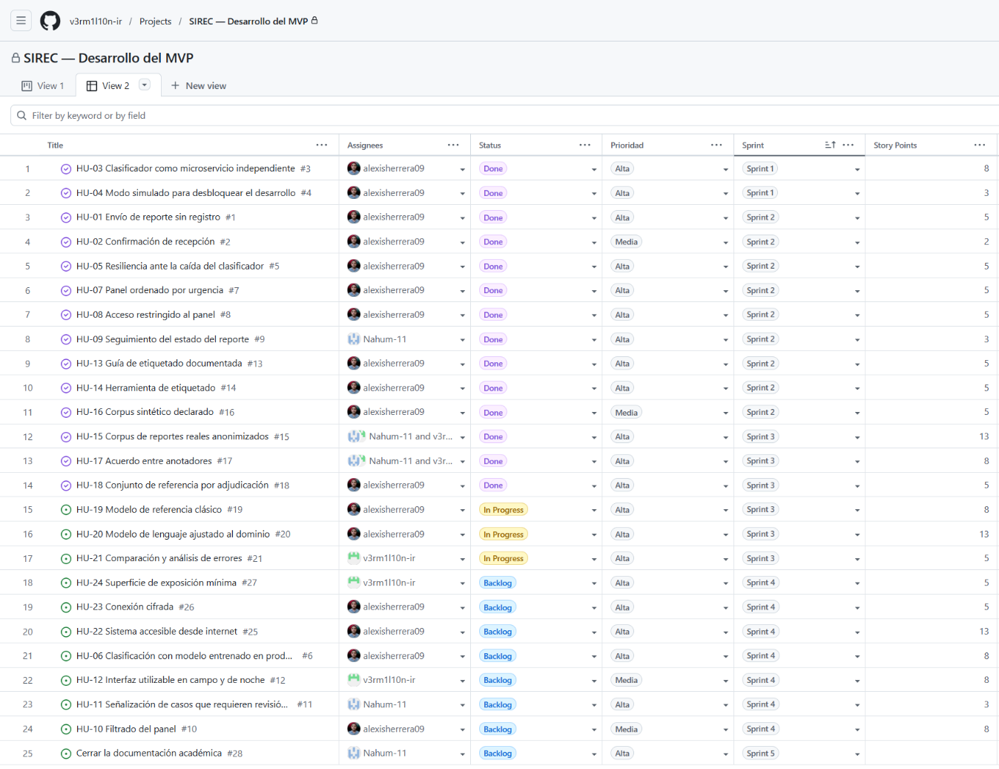 v3rm1l10n-ir / Projects / SIREC — Desarrollo del MVP
SIREC — Desarrollo del MVP
View 1 View 2 New view
Filter by keyword or by field
Title Assignees Status Prioridad Sprint Story Points
1 HU-03 Clasificador como microservicio independiente #3 alexisherrera09 Done Alta Sprint 1 8
2 HU-04 Modo simulado para desbloquear el desarrollo #4 alexisherrera09 Done Alta Sprint 1 3
3 HU-01 Envío de reporte sin registro #1 alexisherrera09 Done Alta Sprint 2 5
4 HU-02 Confirmación de recepción #2 alexisherrera09 Done Media Sprint 2 2
5 HU-05 Resiliencia ante la caída del clasificador #5 alexisherrera09 Done Alta Sprint 2 5
6 HU-07 Panel ordenado por urgencia #7 alexisherrera09 Done Alta Sprint 2 5
7 HU-08 Acceso restringido al panel #8 alexisherrera09 Done Alta Sprint 2 5
8 HU-09 Seguimiento del estado del reporte #9 Nahum-11 Done Alta Sprint 2 3
9 HU-13 Guía de etiquetado documentada #13 alexisherrera09 Done Alta Sprint 2 5
10 HU-14 Herramienta de etiquetado #14 alexisherrera09 Done Alta Sprint 2 5
11 HU-16 Corpus sintético declarado #16 alexisherrera09 Done Media Sprint 2 5
12 HU-15 Corpus de reportes reales anonimizados #15 Nahum-11 and v3r... Done Alta Sprint 3 13
13 HU-17 Acuerdo entre anotadores #17 Nahum-11 and v3r... Done Alta Sprint 3 8
14 HU-18 Conjunto de referencia por adjudicación #18 alexisherrera09 Done Alta Sprint 3 5
15 HU-19 Modelo de referencia clásico #19 alexisherrera09 In Progress Alta Sprint 3 8
16 HU-20 Modelo de lenguaje ajustado al dominio #20 alexisherrera09 In Progress Alta Sprint 3 13
17 HU-21 Comparación y análisis de errores #21 v3rm1l10n-ir In Progress Alta Sprint 3 5
18 HU-24 Superficie de exposición mínima #27 v3rm1l10n-ir Backlog Alta Sprint 4 5
19 HU-23 Conexión cifrada #26 alexisherrera09 Backlog Alta Sprint 4 5
20 HU-22 Sistema accesible desde internet #25 alexisherrera09 Backlog Alta Sprint 4 13
21 HU-06 Clasificación con modelo entrenado en prod... #6 alexisherrera09 Backlog Alta Sprint 4 8
22 HU-12 Interfaz utilizable en campo y de noche #12 v3rm1l10n-ir Backlog Media Sprint 4 8
23 HU-11 Señalización de casos que requieren revisió... #11 Nahum-11 Backlog Alta Sprint 4 3
24 HU-10 Filtrado del panel #10 alexisherrera09 Backlog Media Sprint 4 8
25 Cerrar la documentación académica #28 Nahum-11 Backlog Alta Sprint 5